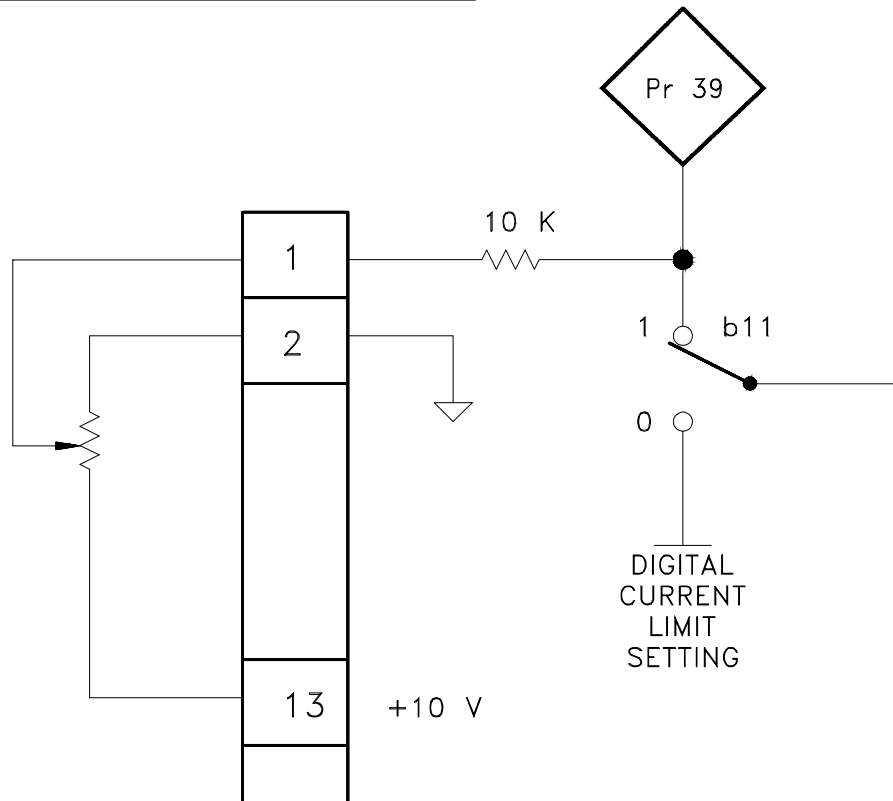 Pr 39
10 K
1
2
1 b11
0
DIGITAL
CURRENT
LIMIT
SETTING
13 +10 V